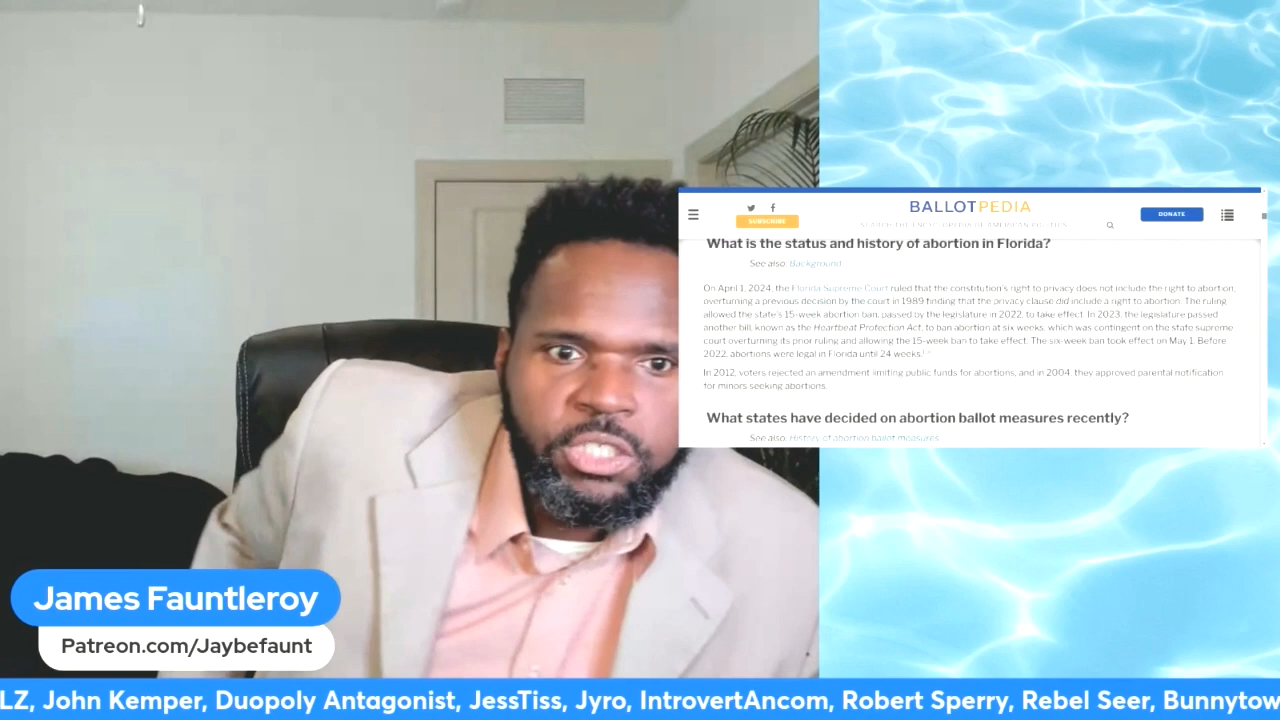 BALLOTPEDIA
SUBSCRIBE
DONATE
SEARCH THE ENCYCLOPEDIA OF AMERICAN POLITICS
What is the status and history of abortion in Florida?
See also: Background
On April 1, 2024, the Florida Supreme Court ruled that the constitution's right to privacy does not include the right to abortion,
overturning a previous decision by the court in 1989 finding that the privacy clause did include a right to abortion. The ruling
allowed the state's 15-week abortion ban, passed by the legislature in 2022, to take effect. In 2023, the legislature passed
another bill, known as the Heartbeat Protection Act, to ban abortion at six weeks, which was contingent on the state supreme
court overturning its prior ruling and allowing the 15-week ban to take effect. The six-week ban took effect on May 1. Before
2022, abortions were legal in Florida until 24 weeks.
In 2012, voters rejected an amendment limiting public funds for abortions, and in 2004, they approved parental notification
for minors seeking abortions.
What states have decided on abortion ballot measures recently?
See also: History of abortion ballot measures
James Fauntleroy
Patreon.com/Jaybefaunt
LZ, John Kemper, Duopoly Antagonist, JessTiss, Jyro, IntrovertAncom, Robert Sperry, Rebel Seer, Bunnytow